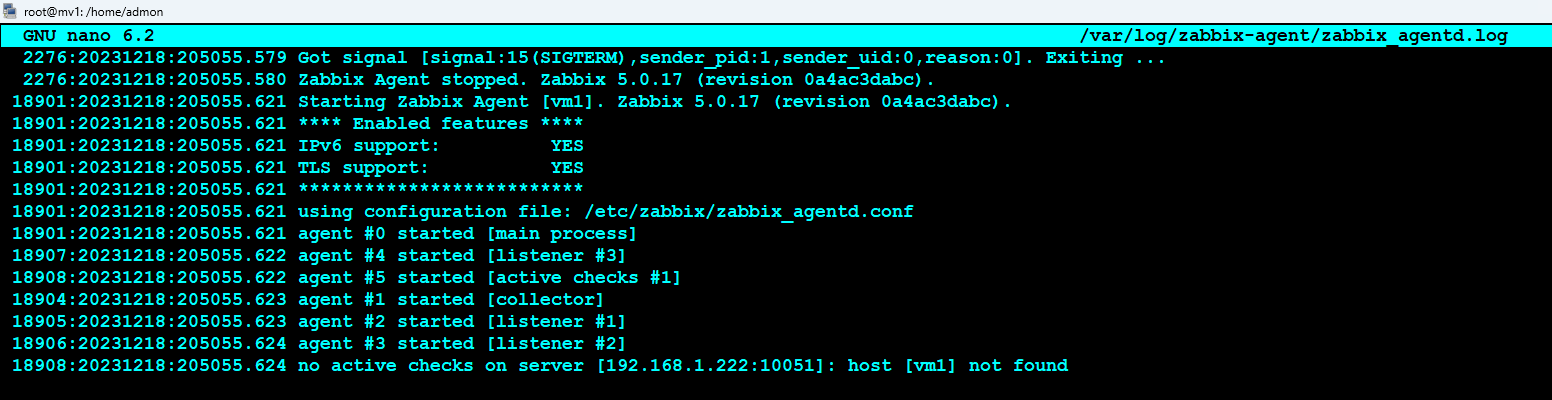 root@mv1: /home/admon
GNU nano 6.2 /var/log/zabbix-agent/zabbix_agentd.log
2276:20231218:205055.579 Got signal [signal:15(SIGTERM),sender_pid:1,sender_uid:0,reason:0]. Exiting ...
2276:20231218:205055.580 Zabbix Agent stopped. Zabbix 5.0.17 (revision 0a4ac3dabc).
18901:20231218:205055.621 Starting Zabbix Agent [vm1]. Zabbix 5.0.17 (revision 0a4ac3dabc).
18901:20231218:205055.621 **** Enabled features ****
18901:20231218:205055.621 IPv6 support:          YES
18901:20231218:205055.621 TLS support:           YES
18901:20231218:205055.621 **************************
18901:20231218:205055.621 using configuration file: /etc/zabbix/zabbix_agentd.conf
18901:20231218:205055.621 agent #0 started [main process]
18907:20231218:205055.622 agent #4 started [listener #3]
18908:20231218:205055.622 agent #5 started [active checks #1]
18904:20231218:205055.623 agent #1 started [collector]
18905:20231218:205055.623 agent #2 started [listener #1]
18906:20231218:205055.624 agent #3 started [listener #2]
18908:20231218:205055.624 no active checks on server [192.168.1.222:10051]: host [vm1] not found